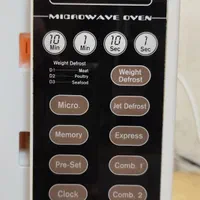 MICROWAVE OVEN
10 Min 1 Min 10 Sec 1 Sec
Weight Defrost
D1 Meat
D2 Poultry
D3 Seafood
Weight Defrost
Micro. Jet Defrost
Memory Express
Pre-Set Comb. 1
Clock Comb. 2